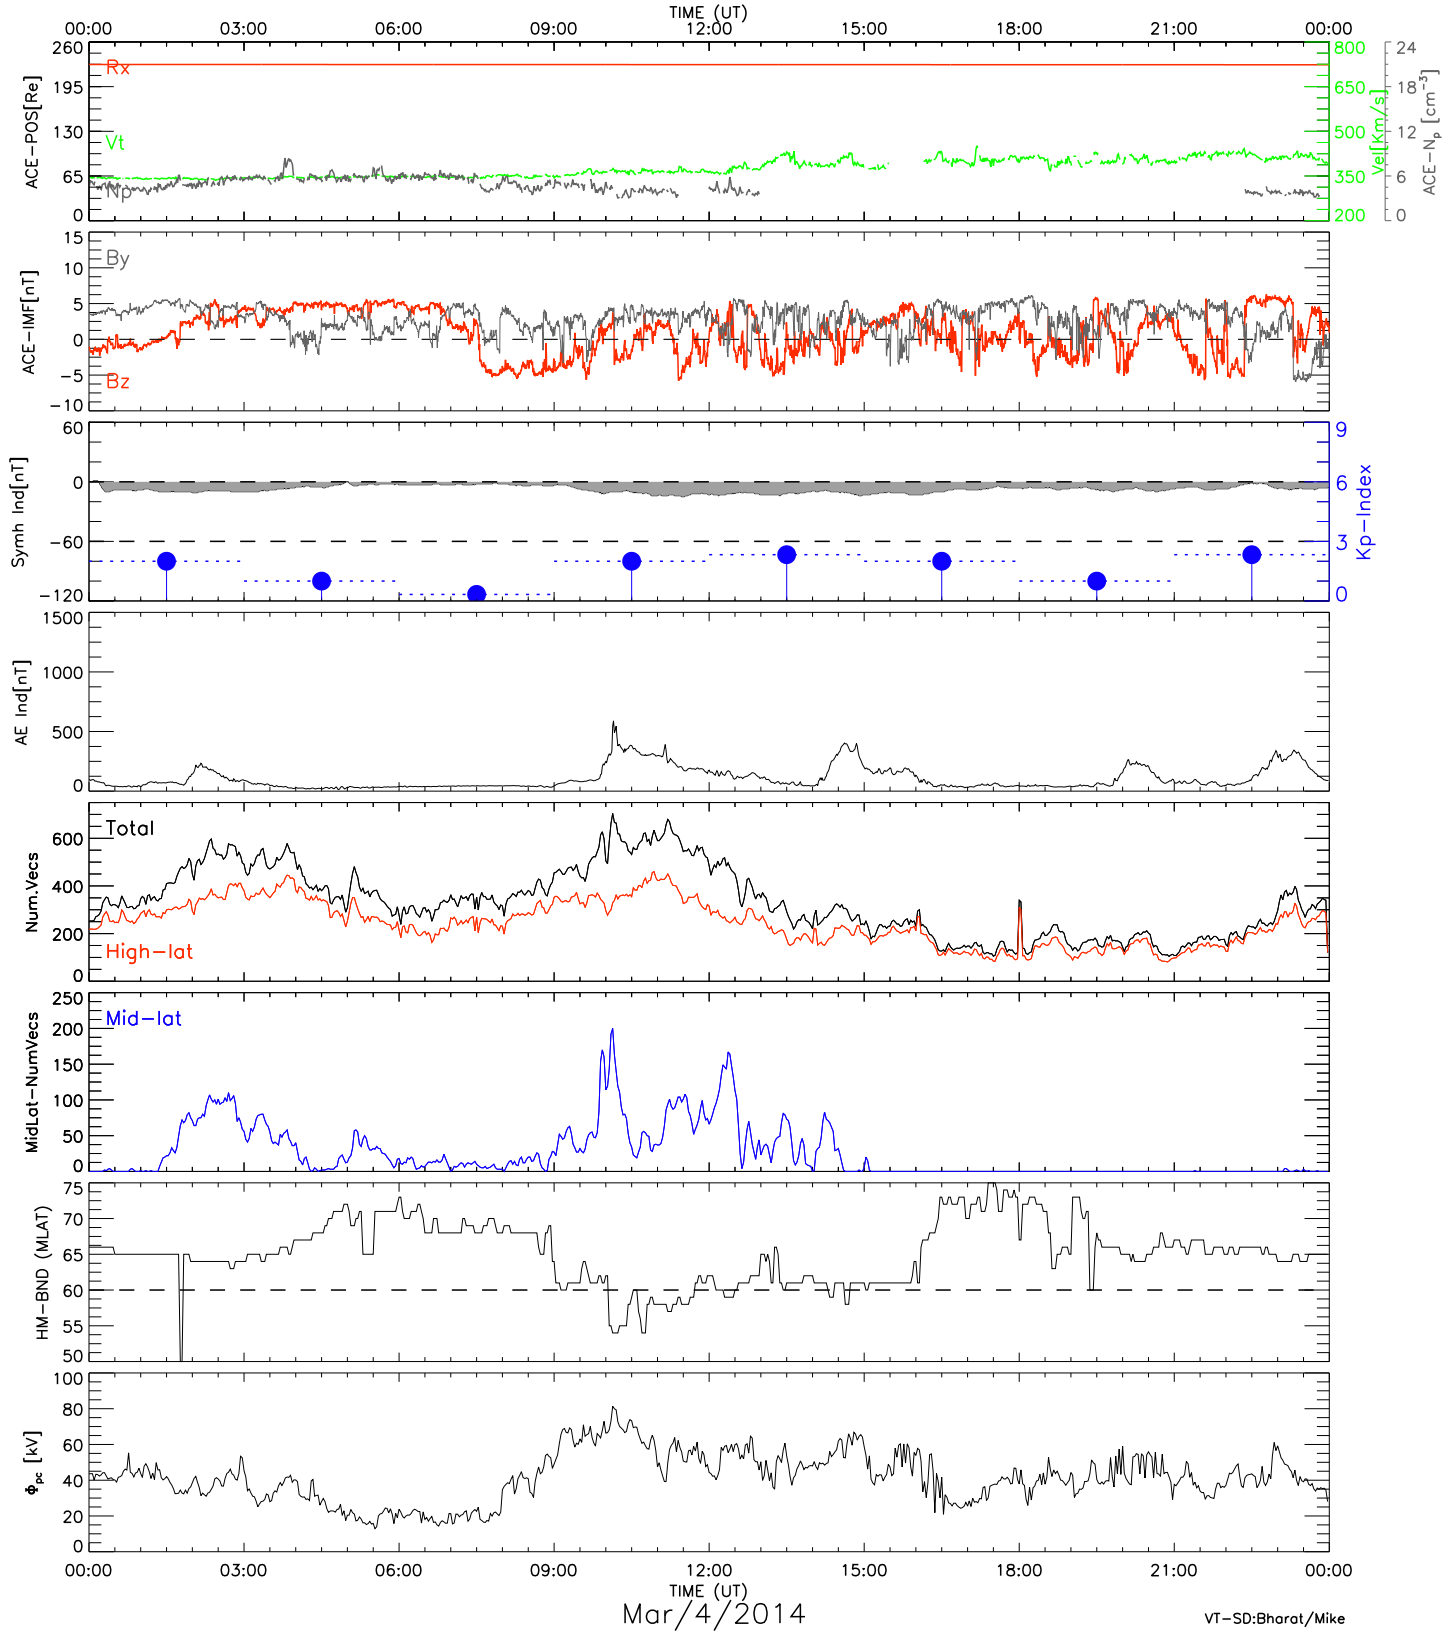 TIME (UT)
00:00 03:00 06:00 09:00 12:00 15:00 18:00 21:00 00:00
ACE-POS[Re]
260
195
130
65
0
Rx
Vt
Np
800
650
500
350
200
Vel[Km/s]
24
18
12
6
0
ACE-Np [cm-3]
ACE-IMF[nT]
15
10
5
0
-5
-10
By
Bz
Symh Ind[nT]
60
0
-60
-120
9
6
3
0
Kp-Index
AE Ind[nT]
1500
1000
500
0
Num.Vecs
600
400
200
0
Total
High-lat
MidLat-NumVecs
250
200
150
100
50
0
Mid-lat
HM-BND (MLAT)
75
70
65
60
55
50
Φpc [kV]
100
80
60
40
20
0
00:00 03:00 06:00 09:00 12:00 15:00 18:00 21:00 00:00
TIME (UT)
Mar/4/2014
VT-SD:Bharat/Mike